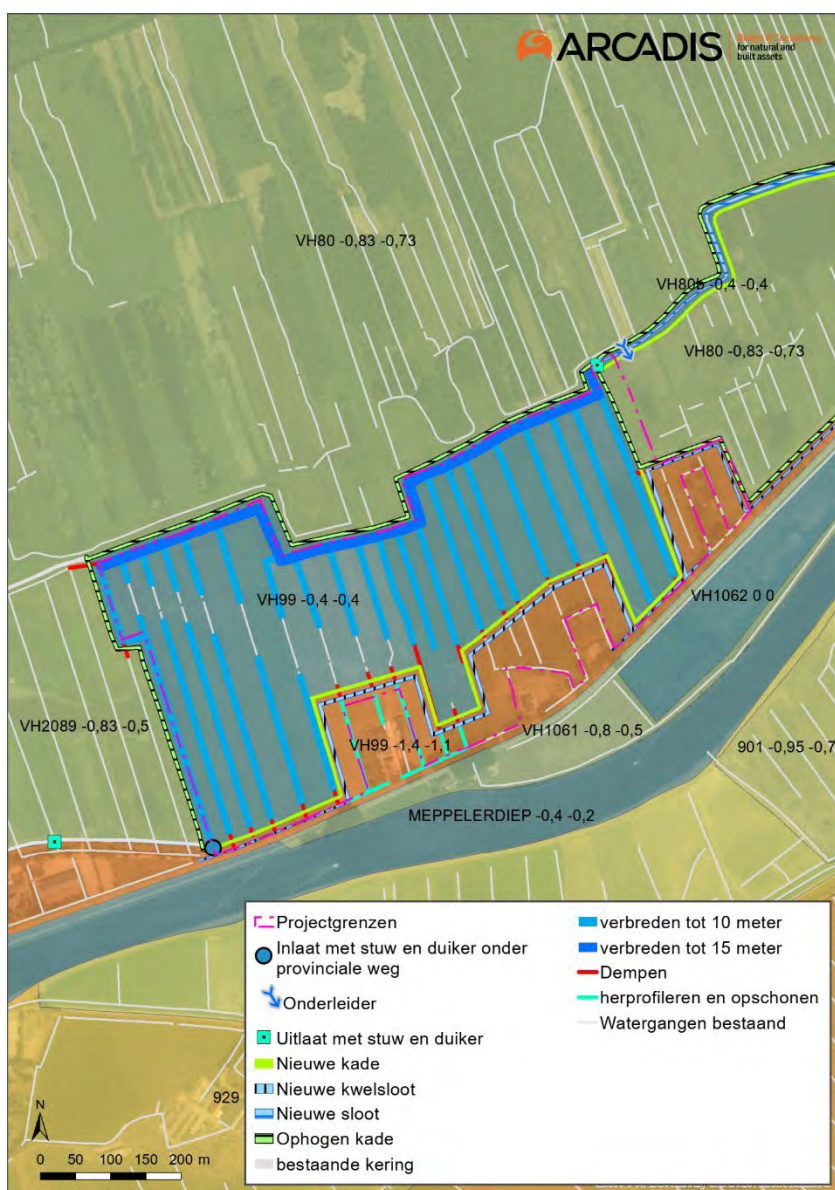 ARCADIS
for natural and
built assets
VH80 -0,83 -0,73
VH80b -0,4 -0,4
VH80 -0,83 -0,73
VH99 -0,4 -0,4
VH1062 0 0
VH2089 -0,83 -0,5
VH99 -1,4 -1,1
VH1061 -0,8 -0,5
901 -0,95 -0,7
MEPPELERDIEP -0,4 -0,2
Projectgrenzen
Inlaat met stuw en duiker onder
provinciale weg
Onderleider
Uitlaat met stuw en duiker
Nieuwe kade
Nieuwe kwelsloot
Nieuwe sloot
Ophogen kade
bestaande kering
verbreden tot 10 meter
verbreden tot 15 meter
Dempen
herprofileren en opschonen
Watergangen bestaand
929
N
0 50 100 150 200 m